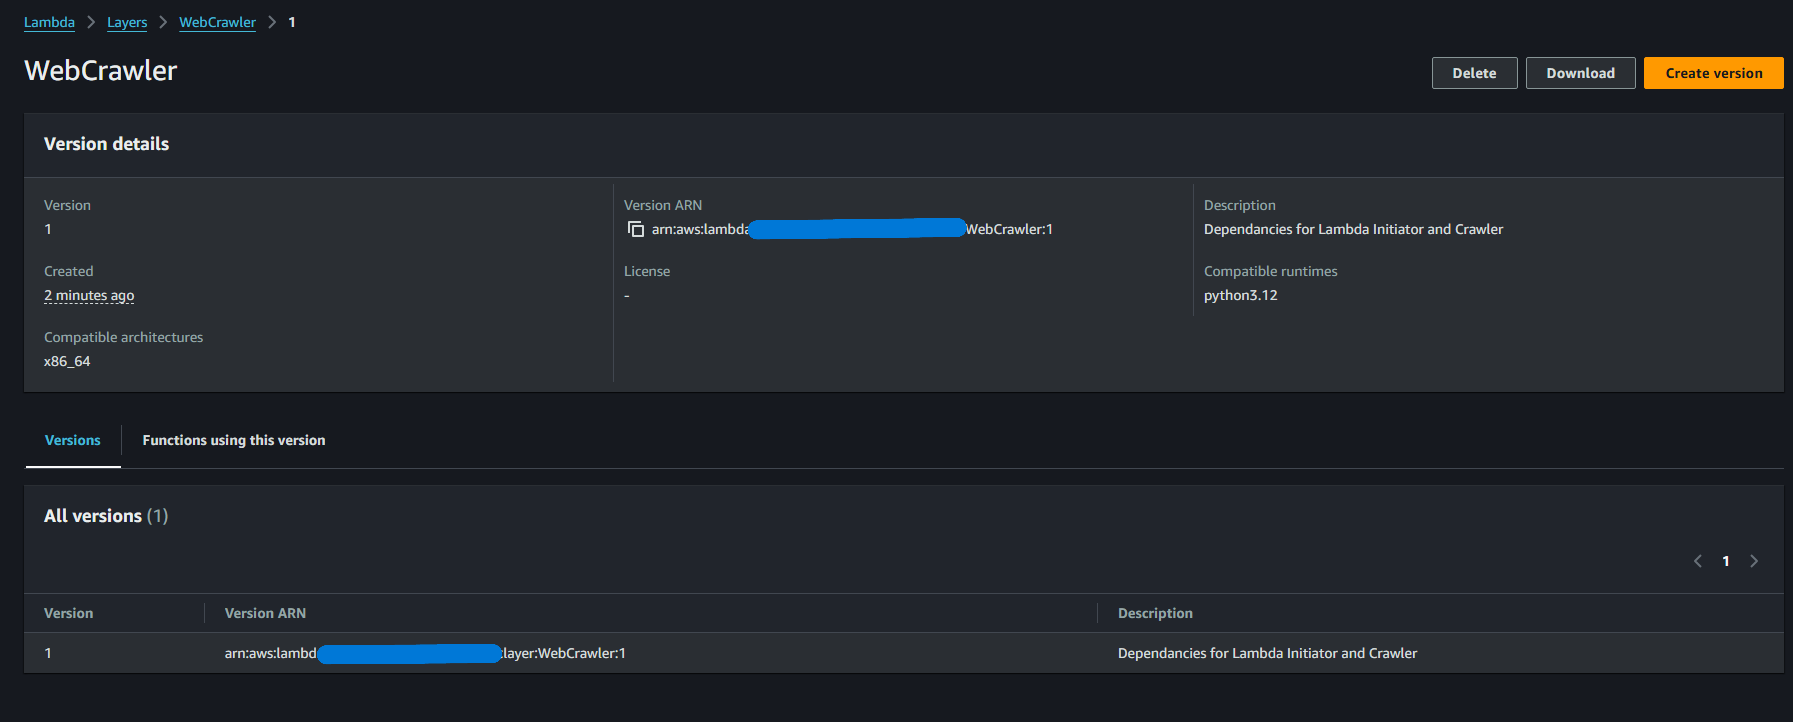 Lambda > Layers > WebCrawler > 1
WebCrawler
Delete Download Create version
Version details
Version
1
Created
2 minutes ago
Compatible architectures
x86_64
Version ARN
arn:aws:lambda WebCrawler:1
License
-
Description
Dependancies for Lambda Initiator and Crawler
Compatible runtimes
python3.12
Versions Functions using this version
All versions (1)
< 1 >
Version Version ARN Description
1 arn:aws:lambd :layer:WebCrawler:1 Dependancies for Lambda Initiator and Crawler